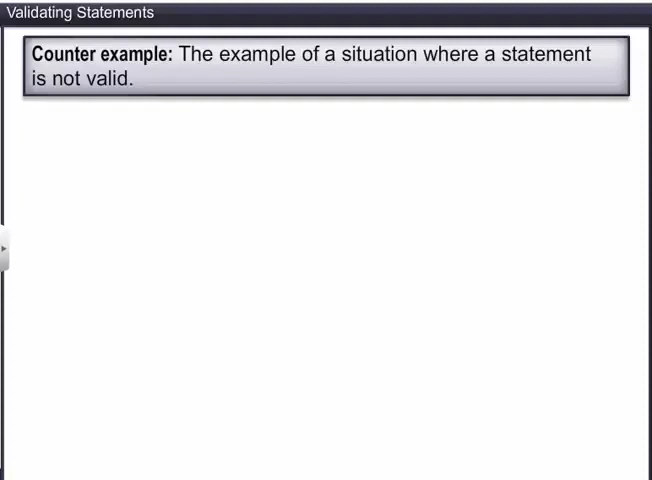 Validating Statements
Counter example: The example of a situation where a statement
is not valid.